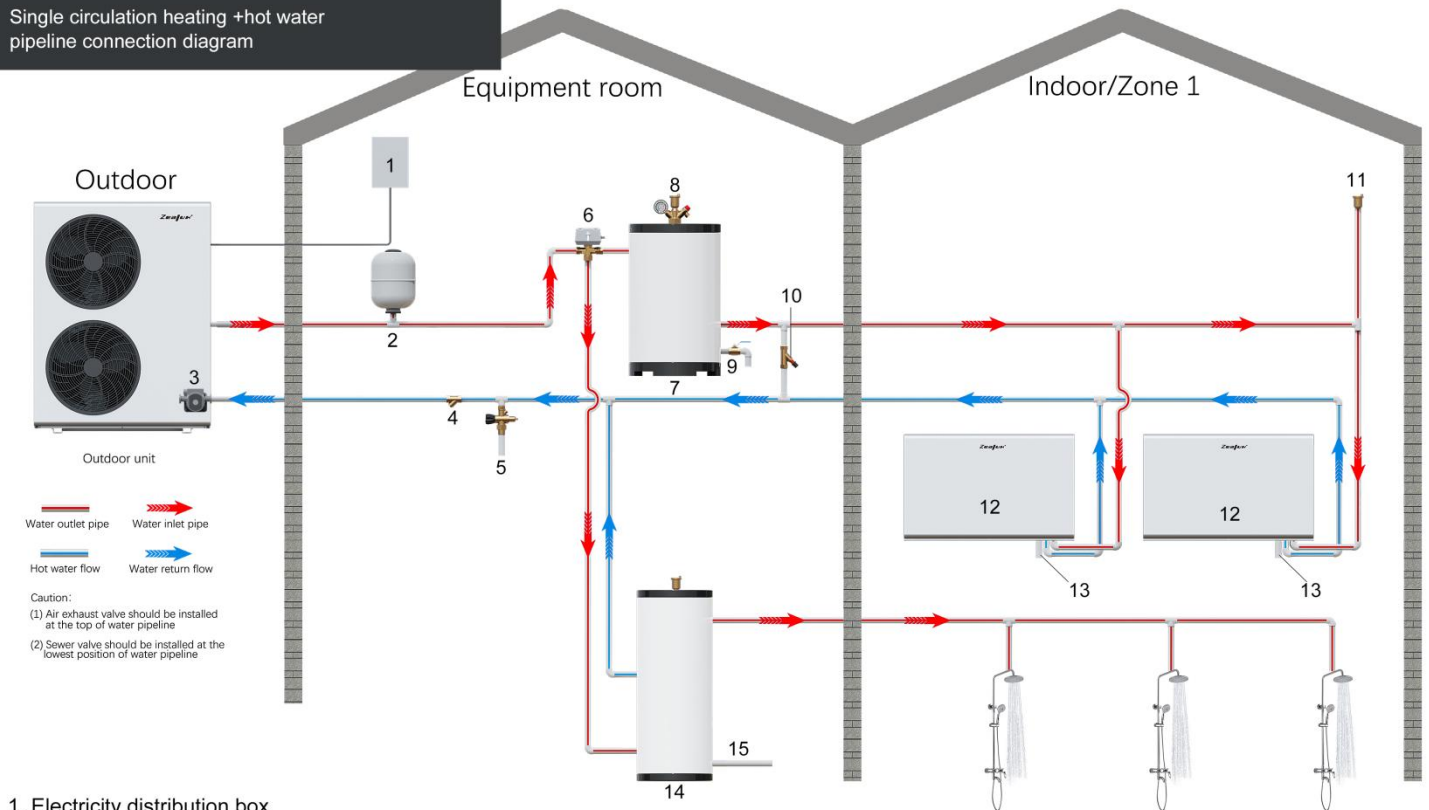 Single circulation heating +hot water
pipeline connection diagram
Equipment room
Indoor/Zone 1
Outdoor
1
2
3
4
5
6
7
8
9
10
11
12
12
13
13
14
15
Zealux
Zealux
Zealux
Outdoor unit
Water outlet pipe
Water inlet pipe
Hot water flow
Water return flow
Caution:
(1) Air exhaust valve should be installed
at the top of water pipeline
(2) Sewer valve should be installed at the
lowest position of water pipeline
1. Electricity distribution box